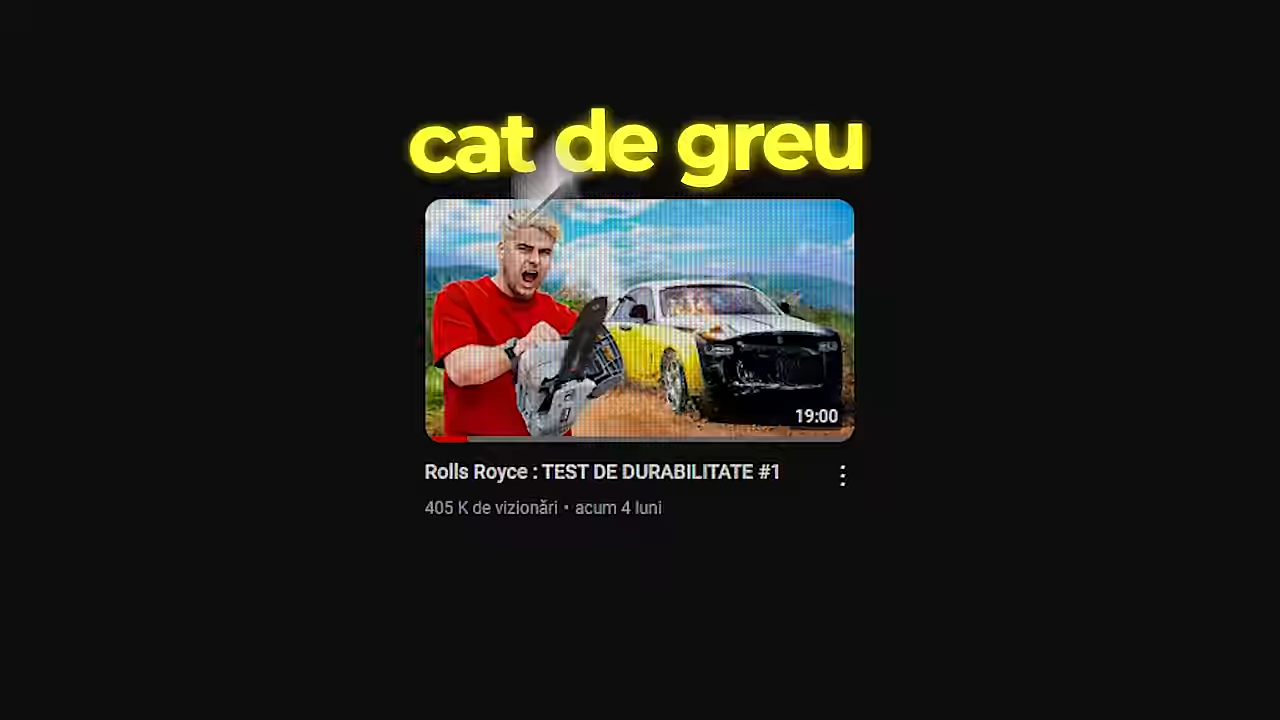 cat de greu
19:00
Rolls Royce : TEST DE DURABILITATE #1
405 K de vizionări • acum 4 luni